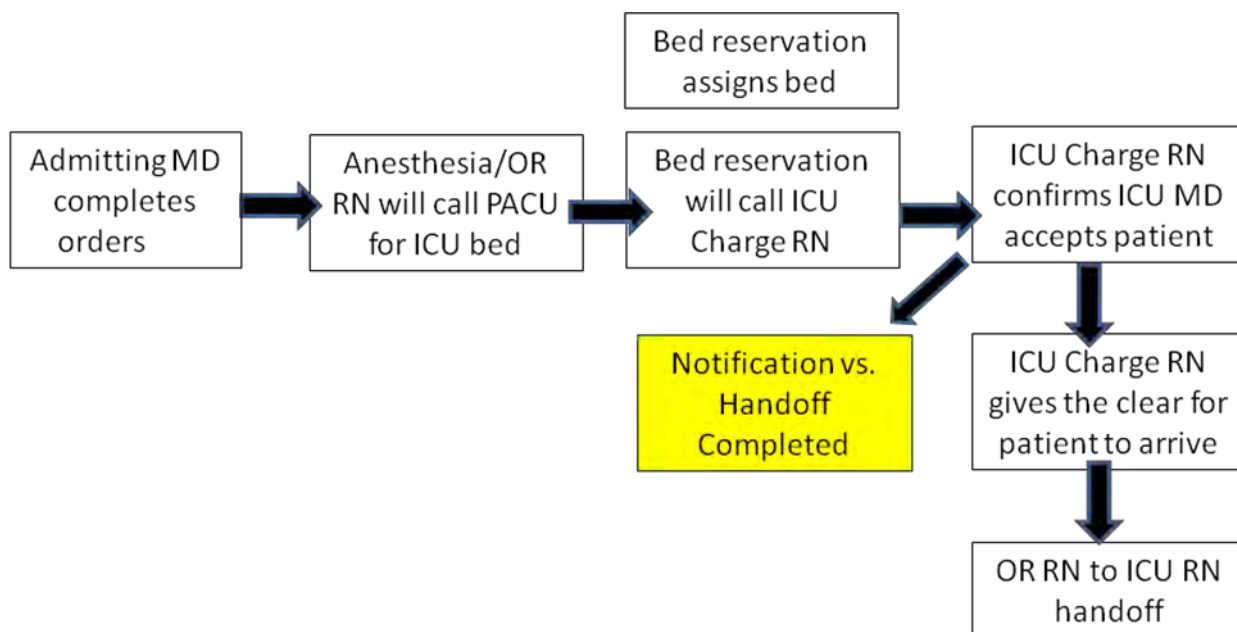 Bed reservation
assigns bed
Admitting MD
completes
orders
Anesthesia/OR
RN will call PACU
for ICU bed
Bed reservation
will call ICU
Charge RN
ICU Charge RN
confirms ICU MD
accepts patient
Notification vs.
Handoff
Completed
ICU Charge RN
gives the clear for
patient to arrive
OR RN to ICU RN
handoff